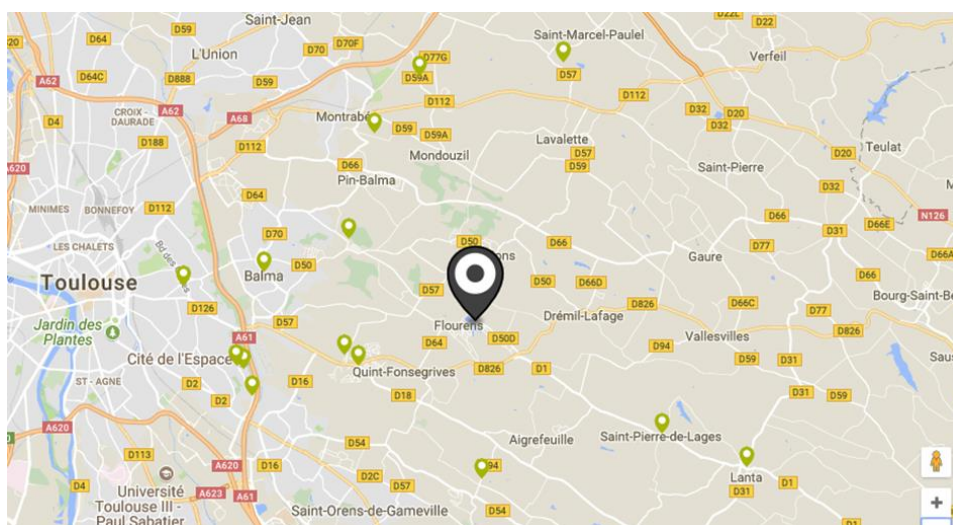 Saint-Jean
D59
D64
L'Union
D70
D70F
D77G
Saint-Marcel-Paulel
D22
Verfeil
A62
D64C
D888
D59
D59A
D57
D112
D112
CROIX -
DAURADE
A62
A68
Montrabé
D32
D20
D4
D59
D59A
D32
D188
D112
Mondouzil
Lavalette
D57
D59
D20
Teulat
A620
D66
Pin-Balma
Saint-Pierre
D32
MINIMES
BONNEFOY
D112
D64
D66
D66E
N126
D31
LES CHALETS
D70
D50
D66
D77
D66A
Balma
D50
ons
Gaure
Toulouse
D57
D50
D66D
D66
D66C
Bourg-Saint-Be
D126
D57
Flourens
Drémil-Lafage
D826
D77
Jardin des
Plantes
A61
D64
D50D
Vallesvilles
D826
Cité de l'Espace
D94
D59
D31
Saus
ST - AGNE
D2
D16
Quint-Fonsegrives
D826
D1
D2
D18
D31
D59
A620
D54
Aigrefeuille
Saint-Pierre-de-Lages
D113
A620
D16
D2C
94
Lanta
D4
Université
Toulouse III -
Paul Sabatier
A623
A61
D57
D31
D1
Saint-Orens-de-Gameville
D54
D1
+